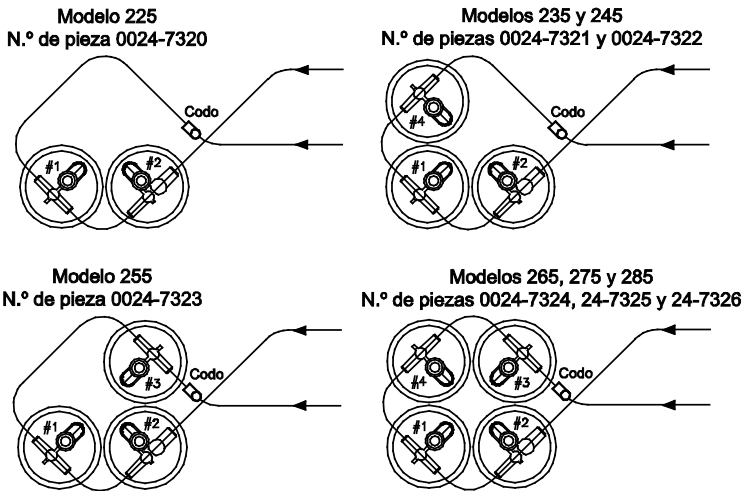 Modelo 225
N.º de pieza 0024-7320
Codo
#1
#2
Modelos 235 y 245
N.º de piezas 0024-7321 y 0024-7322
#4
Codo
#1
#2
Modelo 255
N.º de pieza 0024-7323
#3
Codo
#1
#2
Modelos 265, 275 y 285
N.º de piezas 0024-7324, 24-7325 y 24-7326
#4
#3
Codo
#1
#2